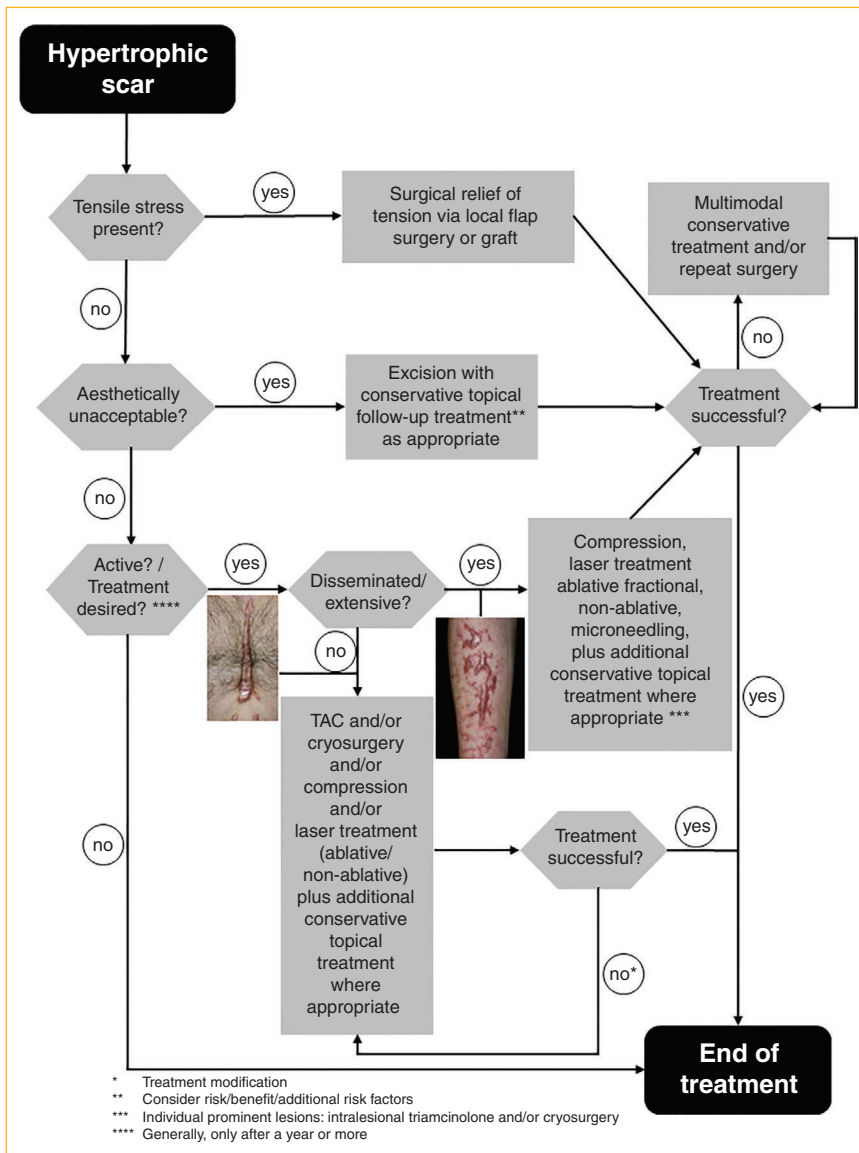 Hypertrophic
scar
Tensile stress
present?
yes
Surgical relief of
tension via local flap
surgery or graft
Multimodal
conservative
treatment and/or
repeat surgery
no
no
Aesthetically
unacceptable?
yes
Excision with
conservative topical
follow-up treatment**
as appropriate
Treatment
successful?
no
Active? /
Treatment
desired? ****
yes
Disseminated/
extensive?
yes
Compression,
laser treatment
ablative fractional,
non-ablative,
microneedling,
plus additional
conservative topical
treatment where
appropriate ***
no
yes
TAC and/or
cryosurgery
and/or
compression
and/or
laser treatment
(ablative/
non-ablative)
plus additional
conservative
topical
treatment
where
appropriate
no
Treatment
successful?
yes
no*
End of
treatment
* Treatment modification
** Consider risk/benefit/additional risk factors
*** Individual prominent lesions: intralesional triamcinolone and/or cryosurgery
**** Generally, only after a year or more